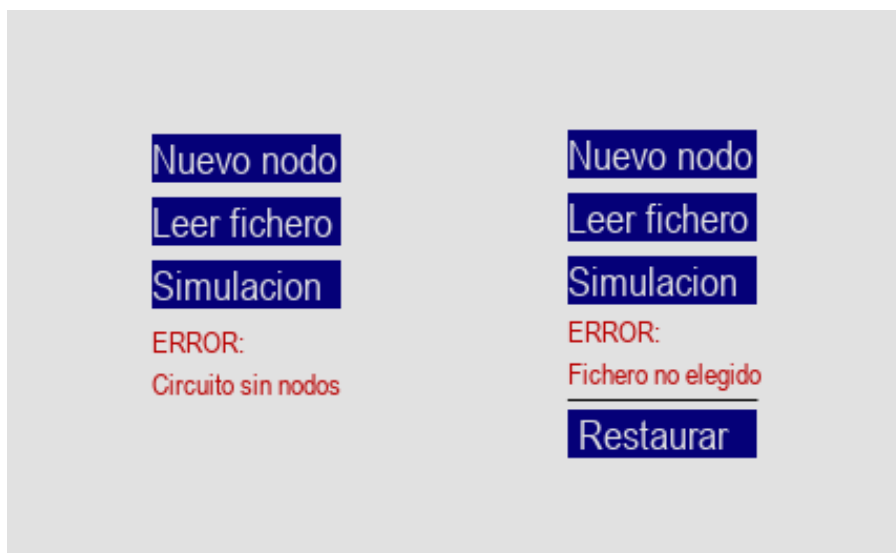 Nuevo nodo
Leer fichero
Simulacion
ERROR:
Circuito sin nodos
Nuevo nodo
Leer fichero
Simulacion
ERROR:
Fichero no elegido
Restaurar